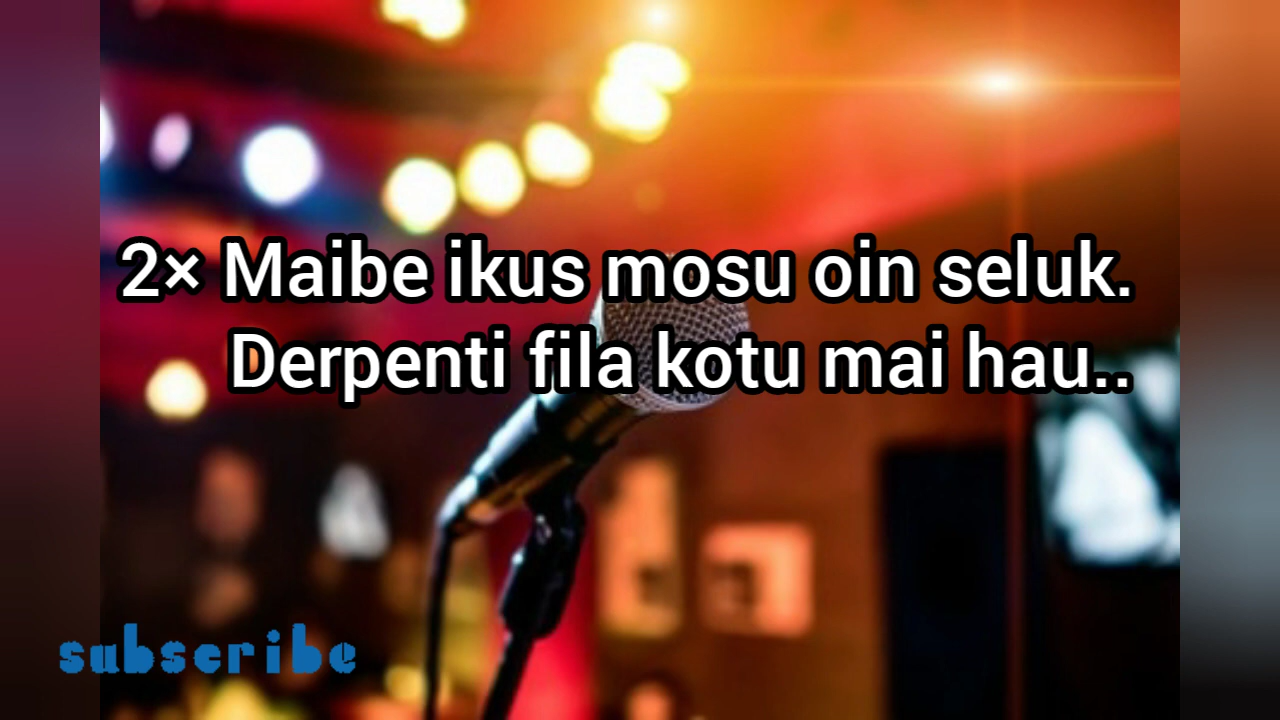 2× Maibe ikus mosu oin seluk.
Derpenti fila kotu mai hau..
subscribe